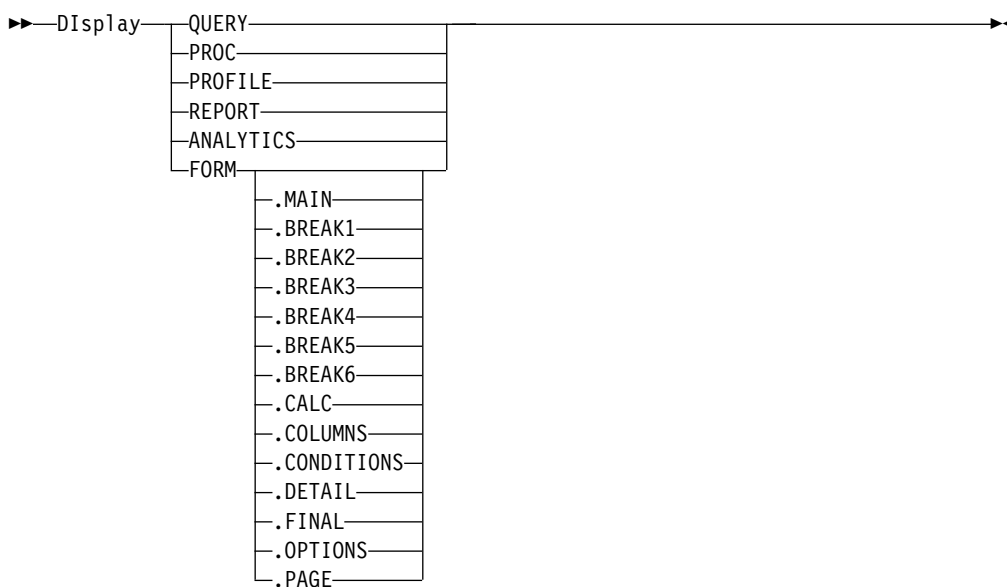 DIsplay QUERY
PROC
PROFILE
REPORT
ANALYTICS
FORM
.MAIN
.BREAK1
.BREAK2
.BREAK3
.BREAK4
.BREAK5
.BREAK6
.CALC
.COLUMNS
.CONDITIONS
.DETAIL
.FINAL
.OPTIONS
.PAGE